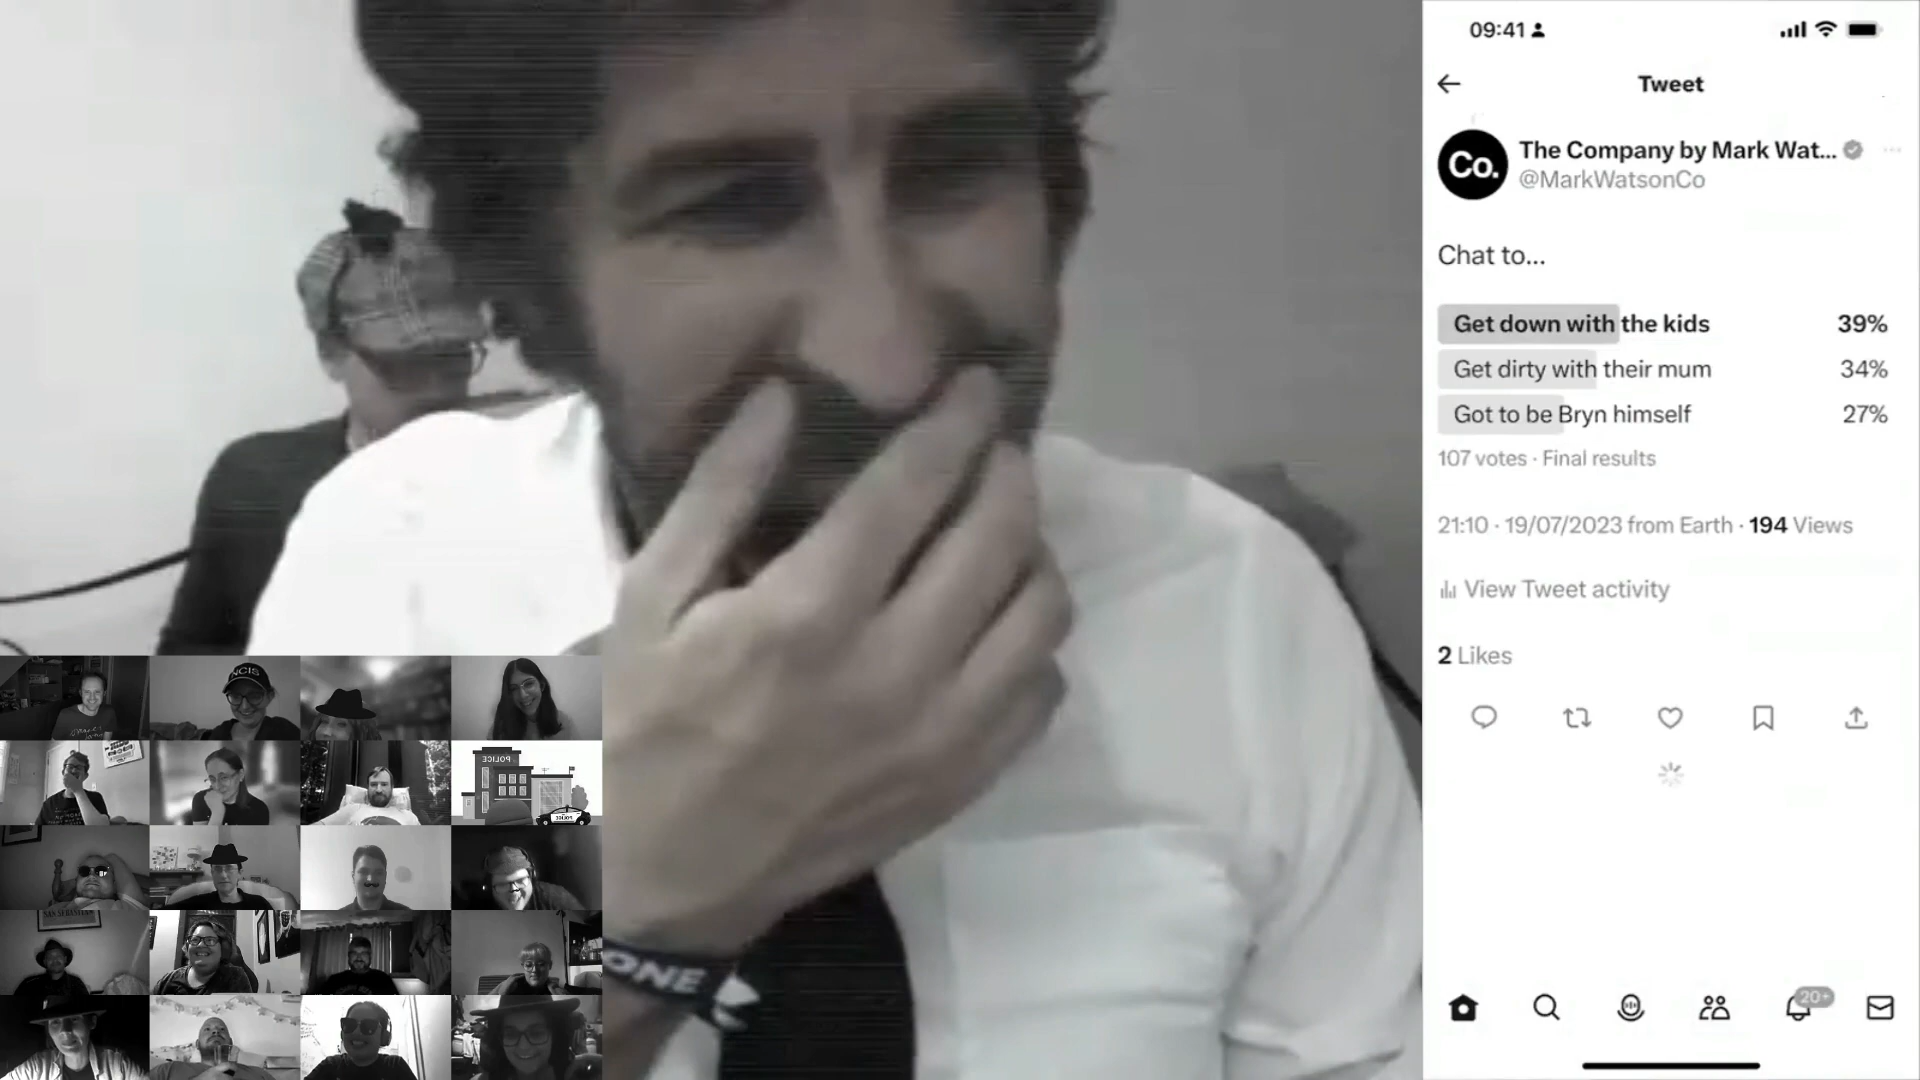 09:41
Tweet
Co.
The Company by Mark Wat...
@MarkWatsonCo
Chat to...
Get down with the kids 39%
Get dirty with their mum 34%
Got to be Bryn himself 27%
107 votes · Final results
21:10 · 19/07/2023 from Earth · 194 Views
View Tweet activity
2 Likes
20+
NCIS
POLICE
POLICE
SAN SEBASTIAN
ONE